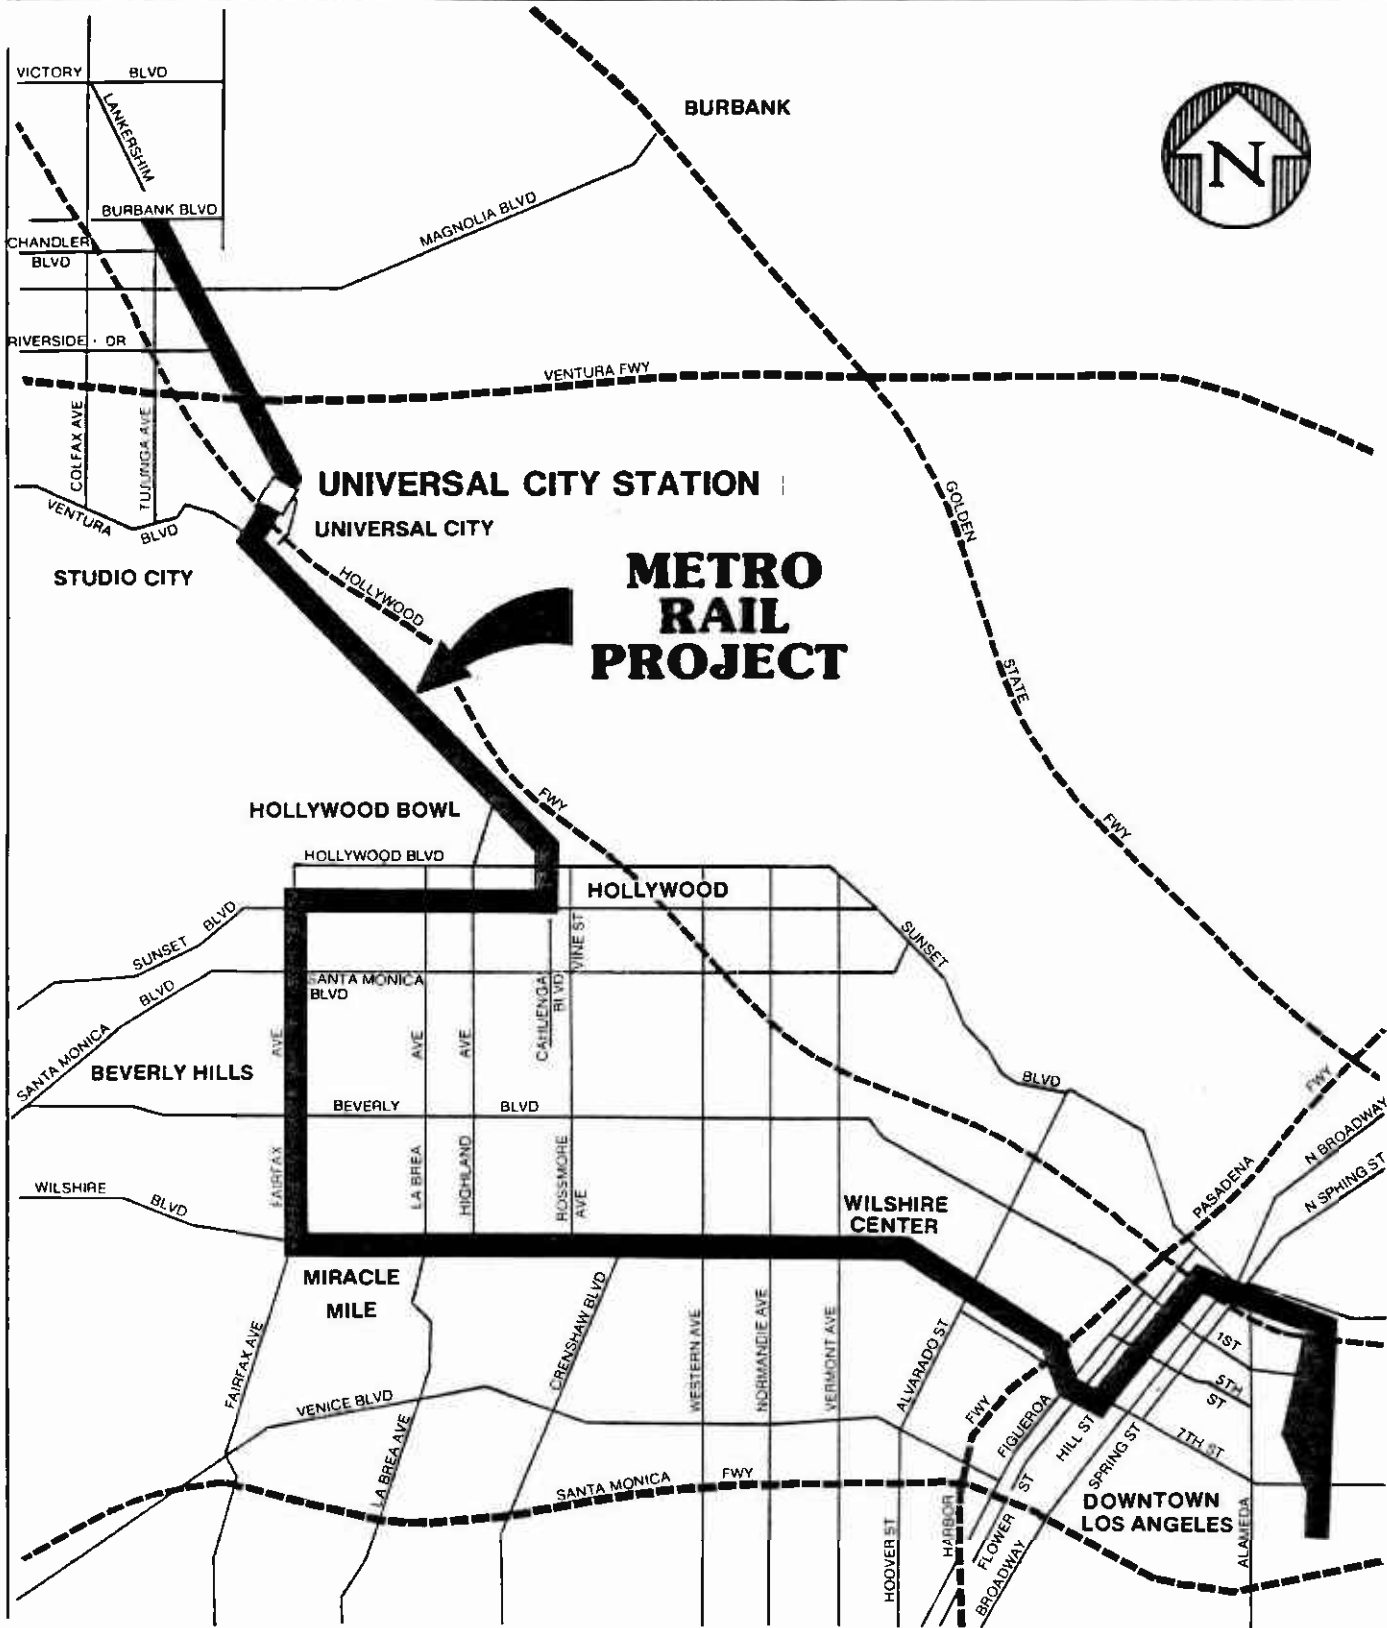 VICTORY BLVD
LANKERSHIM
BURBANK
N
BURBANK BLVD
MAGNOLIA BLVD
CHANDLER
BLVD
RIVERSIDE · DR
VENTURA FWY
COLFAX AVE
TUJUNGA AVE
UNIVERSAL CITY STATION
GOLDEN
VENTURA BLVD
UNIVERSAL CITY
STUDIO CITY
HOLLYWOOD
METRO
RAIL
PROJECT
STATE
FWY
HOLLYWOOD BOWL
FWY
HOLLYWOOD BLVD
HOLLYWOOD
SUNSET BLVD
VINE ST
SUNSET
SANTA MONICA
BLVD
SANTA MONICA BLVD
CAHUENGA
BLVD
AVE
AVE
AVE
BEVERLY HILLS
BLVD
FWY
BEVERLY BLVD
N BROADWAY
FAIRFAX
LA BREA
HIGHLAND
ROSSMORE
AVE
PASADENA
N SPHING ST
WILSHIRE BLVD
WILSHIRE
CENTER
MIRACLE
MILE
FAIRFAX AVE
CRENSHAW BLVD
WESTERN AVE
NORMANDIE AVE
VERMONT AVE
ALVARADO ST
1ST
5TH
ST
7TH ST
VENICE BLVD
LA BREA AVE
FWY
FIGUEROA
ST
HILL ST
SPRING ST
SANTA MONICA FWY
DOWNTOWN
LOS ANGELES
HOOVER ST
HARBOR
FLOWER
BROADWAY
ALAMEDA